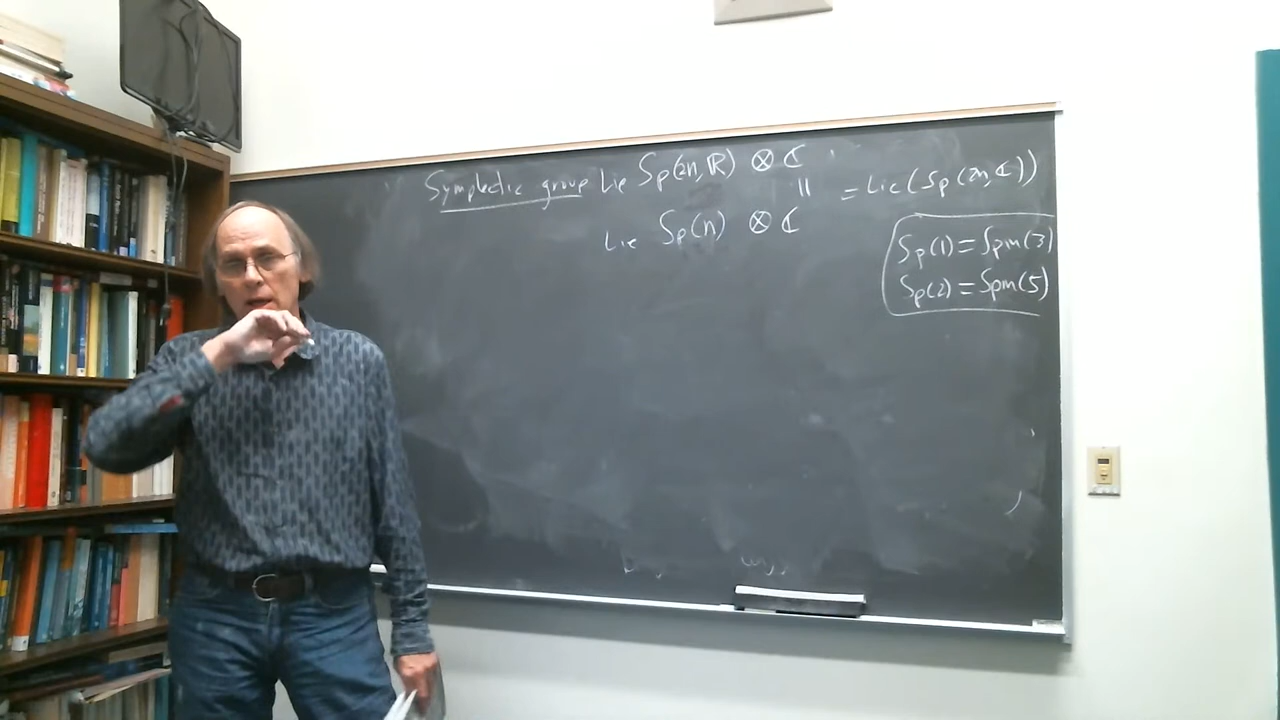 Symplectic group Lie Sp(2n, ℝ) ⊗ ℂ
|| = Lie(Sp(2n, ℂ))
Lie Sp(n) ⊗ ℂ
Sp(1) = Spin(3)
Sp(2) = Spin(5)